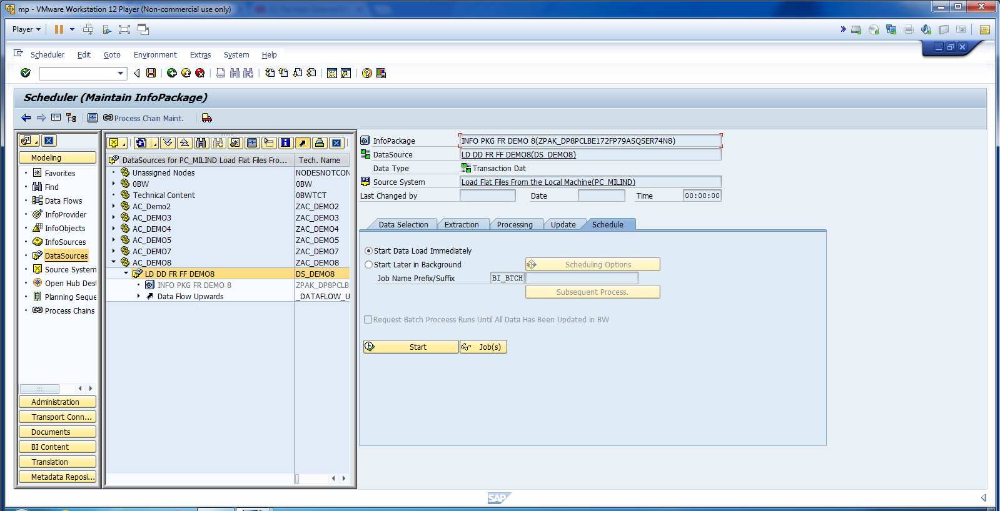 mp - VMware Workstation 12 Player (Non-commercial use only)
Player
Scheduler Edit Goto Environment Extras System Help
Scheduler (Maintain InfoPackage)
Process Chain Maint.
Modeling
Favorites
Find
Data Flows
InfoProvider
InfoObjects
InfoSources
DataSources
Source System
Open Hub Dest
Planning Seque
Process Chains
Administration
Transport Conn...
Documents
BI Content
Translation
Metadata Reposi...
DataSources for PC_MILIND Load Flat Files Fro... Tech. Name
Unassigned Nodes NODESNOTCON
0BW 0BW
Technical Content 0BWTCT
AC_Demo2 ZAC_DEMO2
AC_DEMO3 ZAC_DEMO3
AC_DEMO4 ZAC_DEMO4
AC_DEMO5 ZAC_DEMO5
AC_DEMO7 ZAC_DEMO7
AC_DEMO8 ZAC_DEMO8
LD DD FR FF DEMO8 DS_DEMO8
INFO PKG FR DEMO 8 ZPAK_DP8PCLBE
Data Flow Upwards _DATAFLOW_U
InfoPackage INFO PKG FR DEMO 8(ZPAK_DP8PCLBE172FP79ASQSER74N8)
DataSource LD DD FR FF DEMO8(DS_DEMO8)
Data Type Transaction Dat
Source System Load Flat Files From the Local Machine(PC_MILIND)
Last Changed by Date Time 00:00:00
Data Selection Extraction Processing Update Schedule
Start Data Load Immediately
Start Later in Background Scheduling Options
Job Name Prefix/Suffix BI_BTCH
Subsequent Process.
Request Batch Proceess Runs Until All Data Has Been Updated in BW
Start Job(s)
SAP